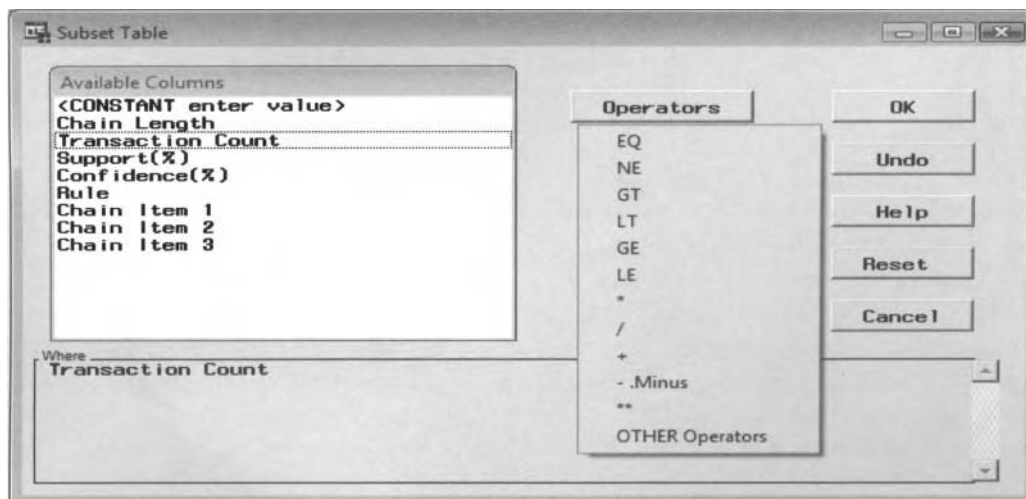 Subset Table
Available Columns
<CONSTANT enter value>
Chain Length
Transaction Count
Support(%)
Confidence(%)
Rule
Chain Item 1
Chain Item 2
Chain Item 3
Operators
EQ
NE
GT
LT
GE
LE
*
/
+
- .Minus
**
OTHER Operators
OK
Undo
Help
Reset
Cancel
Where
Transaction Count